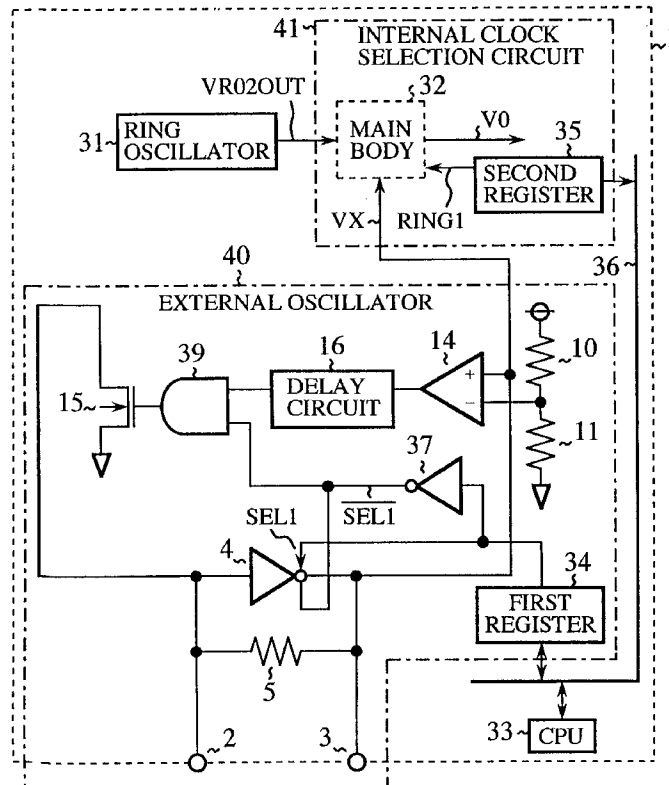 41
INTERNAL CLOCK
SELECTION CIRCUIT
VR02OUT
32
31
RING
OSCILLATOR
MAIN
BODY
V0
35
SECOND
REGISTER
VX
RING1
36
40
EXTERNAL OSCILLATOR
39
16
14
10
15
DELAY
CIRCUIT
+
−
11
37
SEL1
SEL1
4
34
FIRST
REGISTER
5
2
3
33
CPU